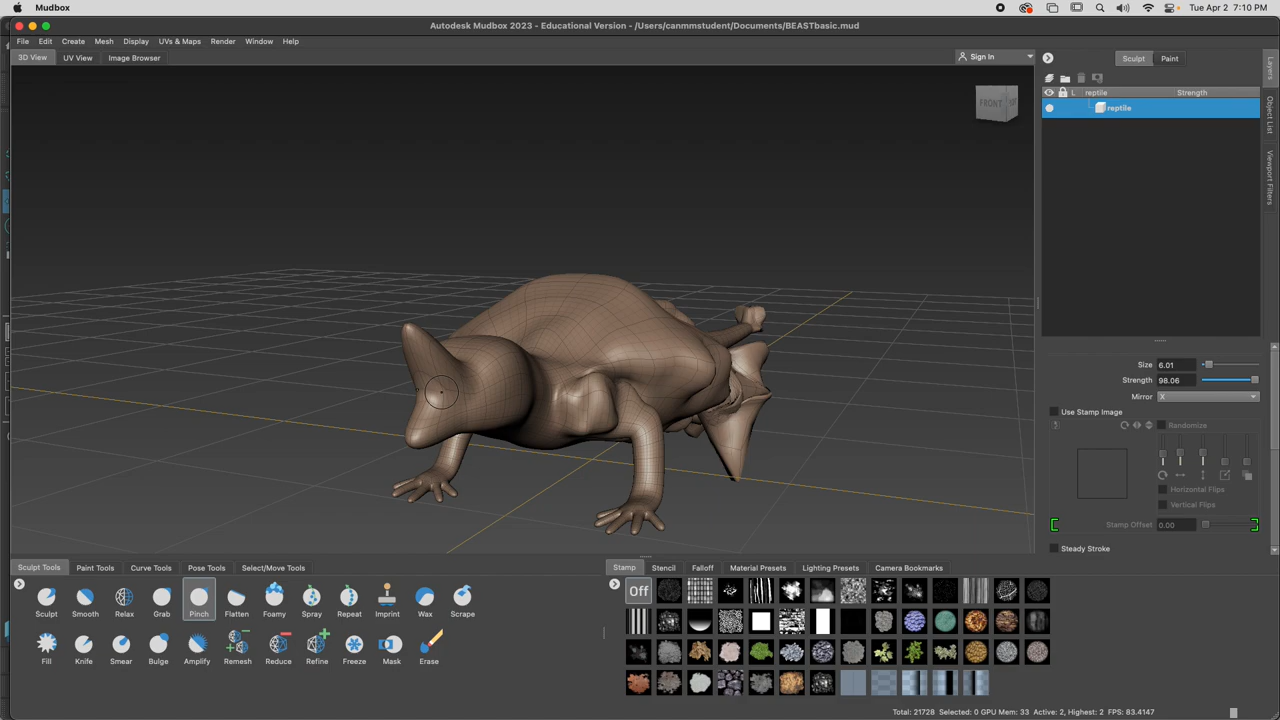 Mudbox
Tue Apr 2 7:10 PM
Autodesk Mudbox 2023 - Educational Version - /Users/canmmstudent/Documents/BEASTbasic.mud
File Edit Create Mesh Display UVs & Maps Render Window Help
3D View UV View Image Browser
Sign In
Sculpt Paint
L reptile Strength
reptile
Layers
Object List
Viewport Filters
FRONT
Size 6.01
Strength 98.06
Mirror X
Use Stamp Image
Randomize
Horizontal Flips
Vertical Flips
Stamp Offset 0.00
Steady Stroke
Sculpt Tools Paint Tools Curve Tools Pose Tools Select/Move Tools
Sculpt Smooth Relax Grab Pinch Flatten Foamy Spray Repeat Imprint Wax Scrape
Fill Knife Smear Bulge Amplify Remesh Reduce Refine Freeze Mask Erase
Stamp Stencil Falloff Material Presets Lighting Presets Camera Bookmarks
Off
Total: 21728 Selected: 0 GPU Mem: 33 Active: 2, Highest: 2 FPS: 83.4147